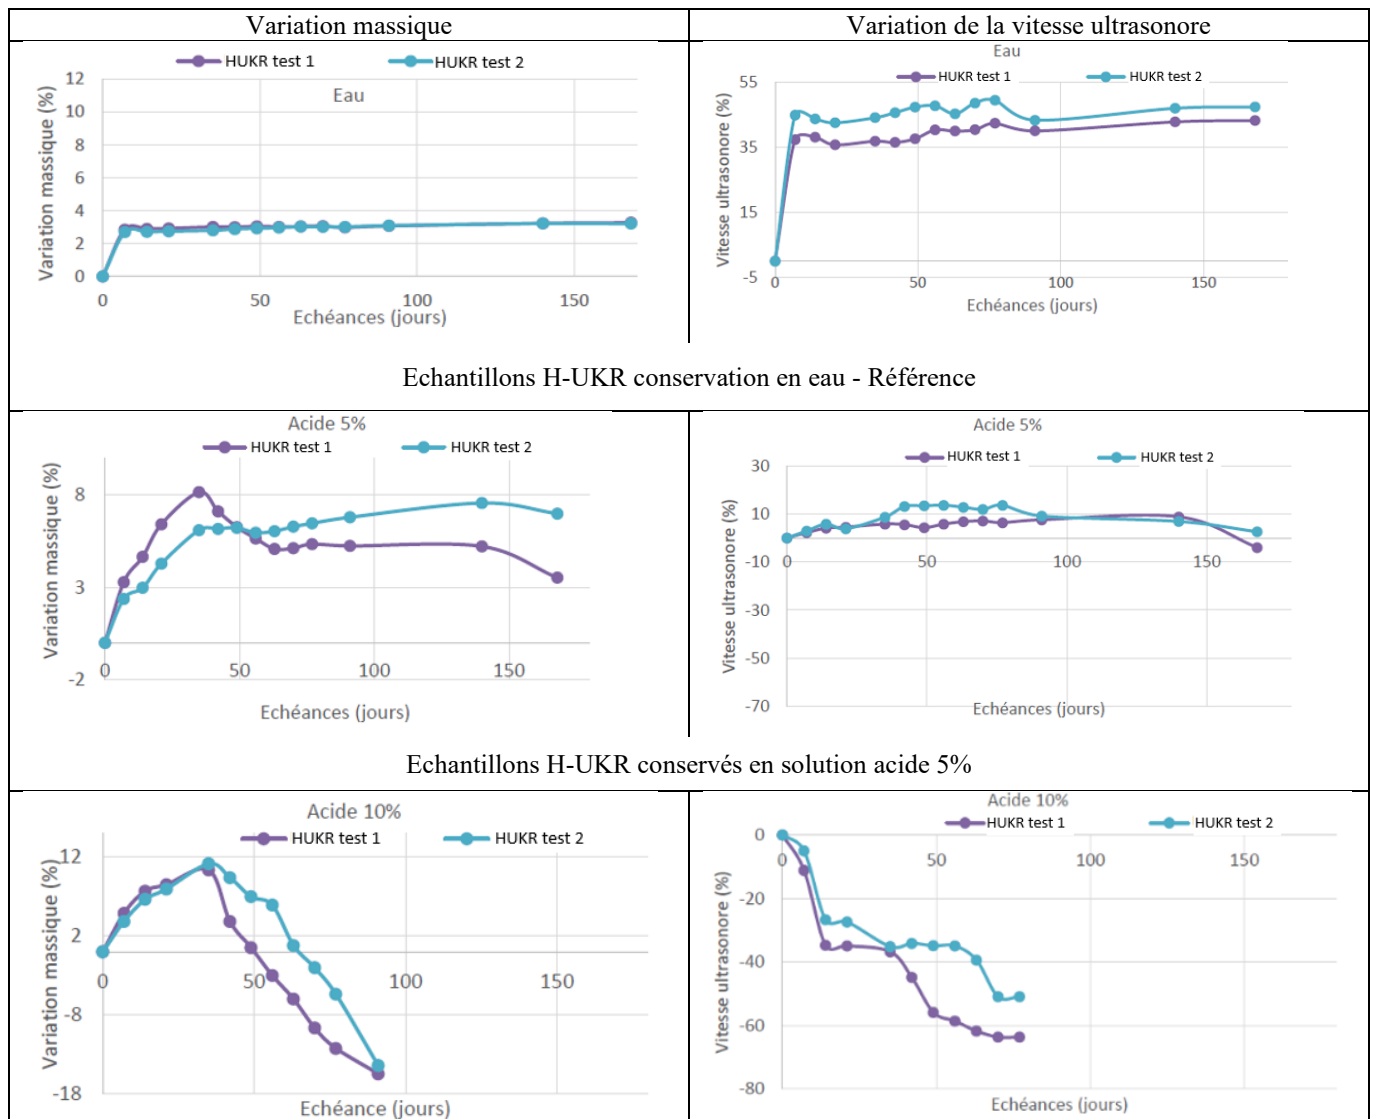 Variation massique
Variation de la vitesse ultrasonore
HUKR test 1
HUKR test 2
Eau
Variation massique (%)
12
10
8
6
4
2
0
0
50
100
150
Echéances (jours)
Eau
HUKR test 1
HUKR test 2
Vitesse ultrasonore (%)
55
35
15
-5
0
50
100
150
Echéances (jours)
Echantillons H-UKR conservation en eau - Référence
Acide 5%
HUKR test 1
HUKR test 2
Variation massique (%)
8
3
-2
0
50
100
150
Echéances (jours)
Acide 5%
HUKR test 1
HUKR test 2
Vitesse ultrasonore (%)
30
10
-10
-30
-50
-70
0
50
100
150
Echéances (jours)
Echantillons H-UKR conservés en solution acide 5%
Acide 10%
HUKR test 1
HUKR test 2
Variation massique (%)
12
2
-8
-18
0
50
100
150
Echéance (jours)
Acide 10%
HUKR test 1
HUKR test 2
Vitesse ultrasonore (%)
0
-20
-40
-60
-80
0
50
100
150
Echéances (jours)